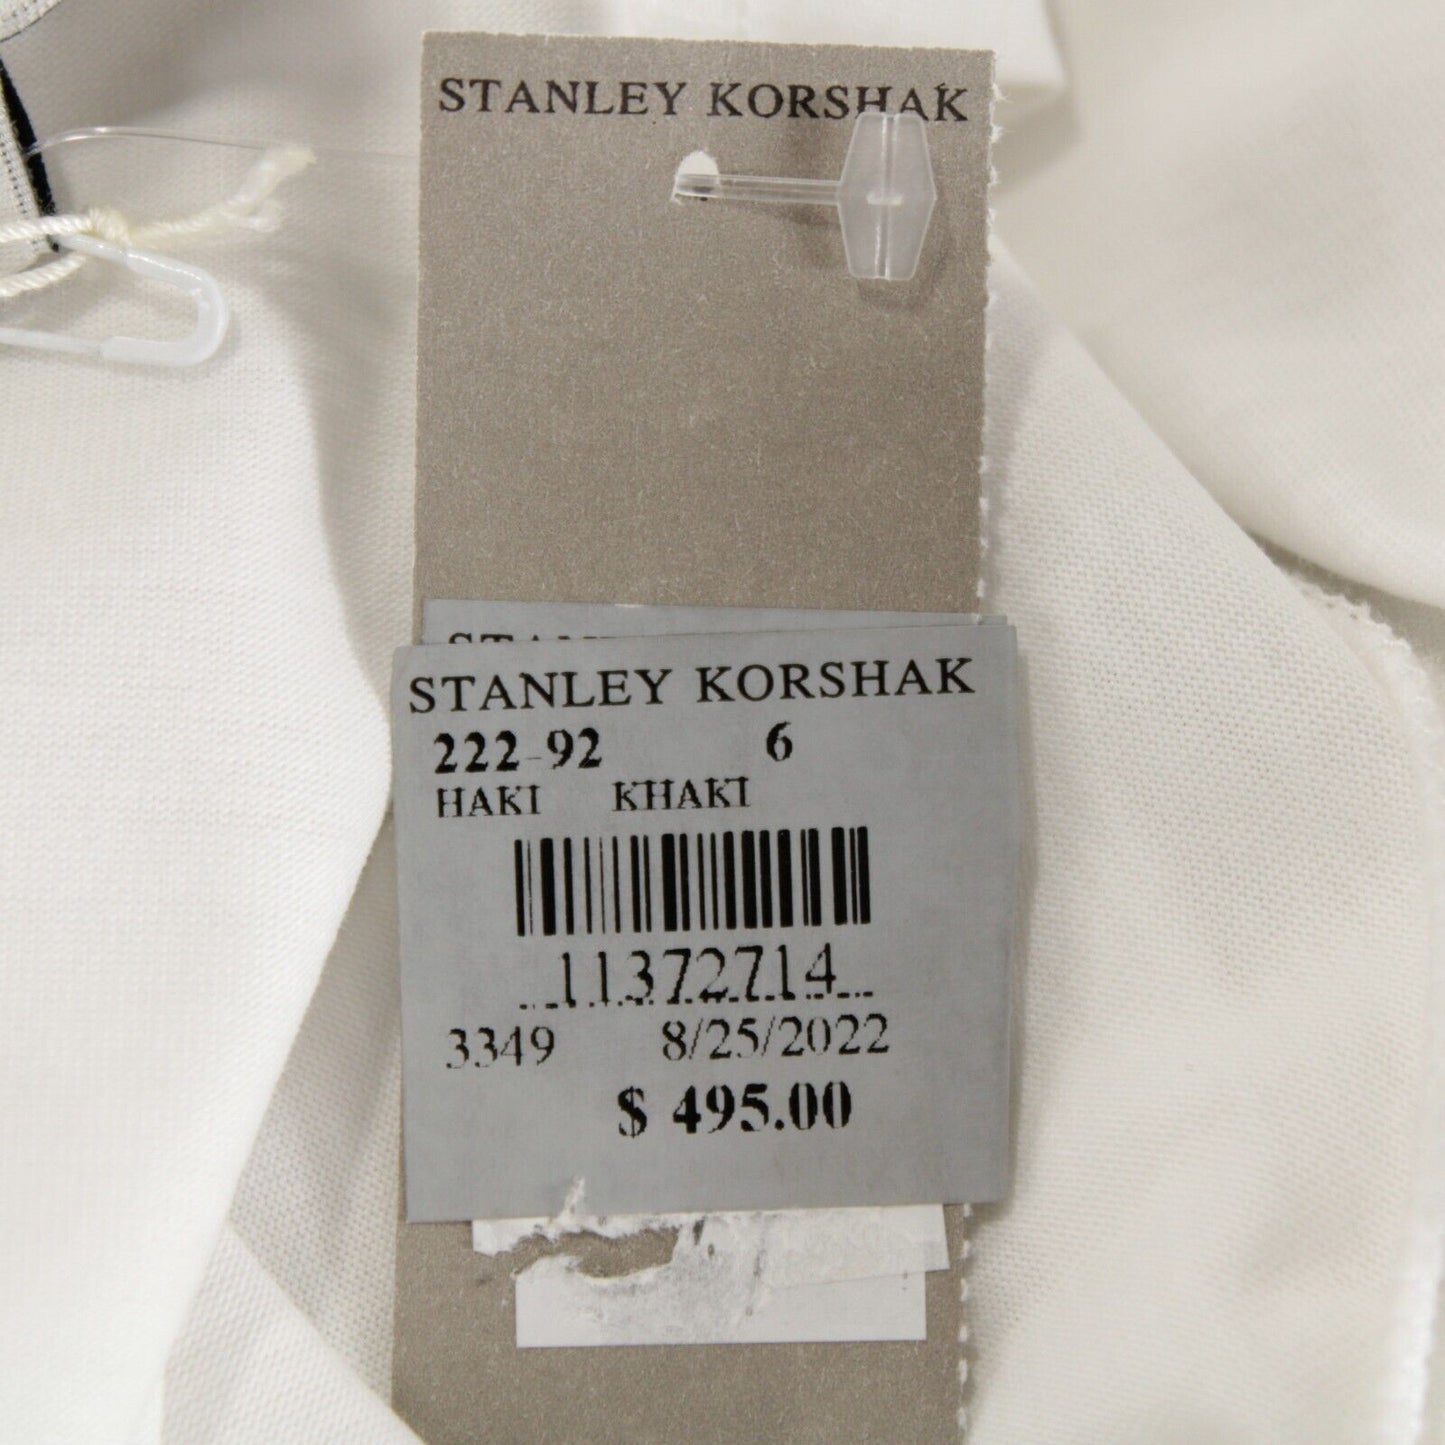 STANLEY KORSHAK
STANLEY KORSHAK
222-92 6
HAKI KHAKI
11372714
3349 8/25/2022
$ 495.00